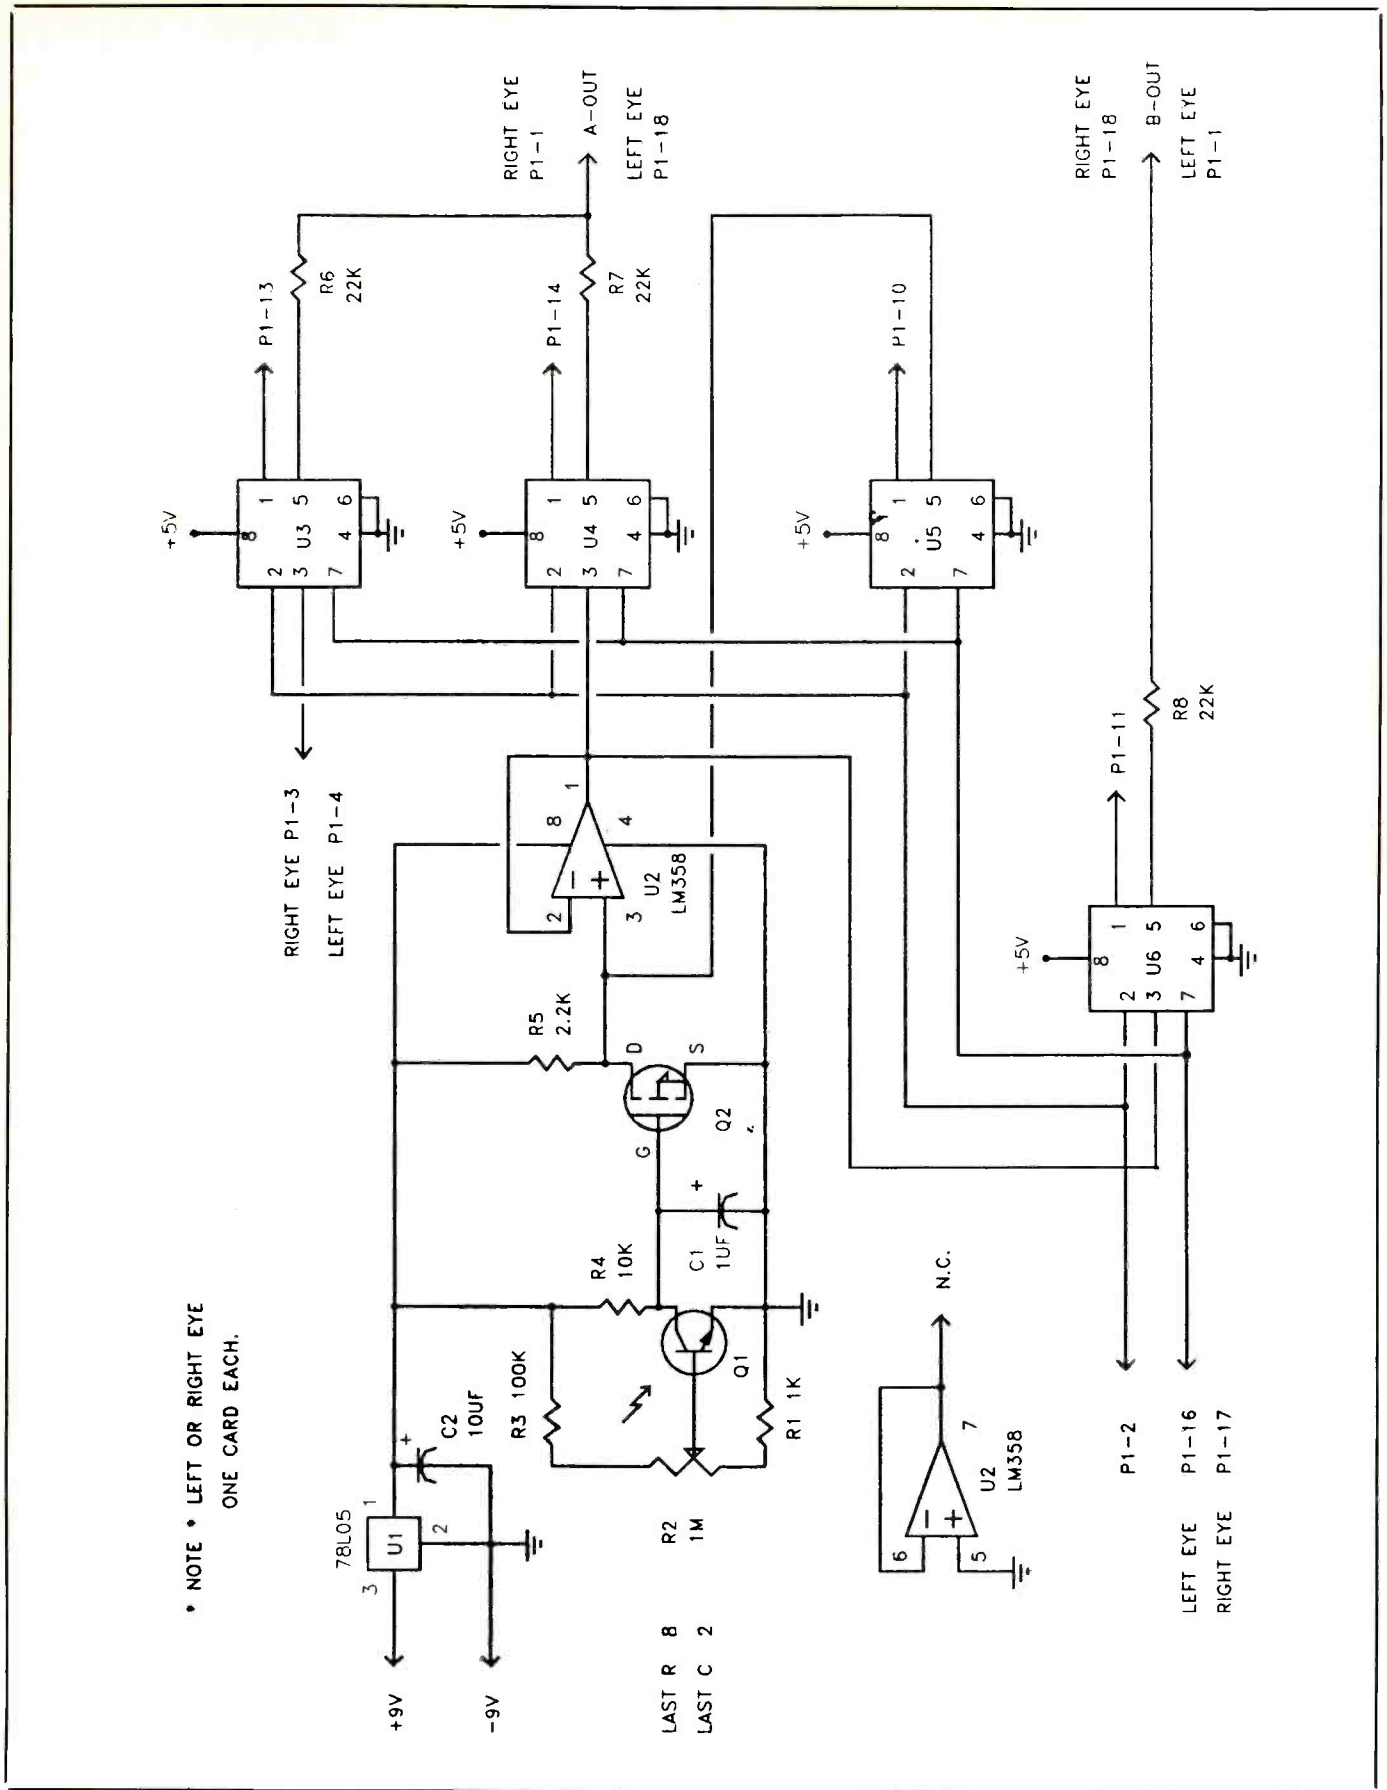 * NOTE * LEFT OR RIGHT EYE
ONE CARD EACH.
+9V
-9V
78L05
3
U1
1
2
+
C2
10UF
R3 100K
R2
1M
R4
10K
Q1
R1 1K
C1
1UF
+
G
Q2
D
S
R5
2.2K
2
3
8
1
4
U2
LM358
−
+
LAST R 8
LAST C 2
6
5
7
U2
LM358
−
+
N.C.
RIGHT EYE P1-3
LEFT EYE P1-4
+5V
2
3
7
8
U3
4
1
5
6
P1-13
R6
22K
+5V
2
3
7
8
U4
4
1
5
6
P1-14
R7
22K
RIGHT EYE
P1-1
A-OUT
LEFT EYE
P1-18
+5V
2
7
8
U5
4
1
5
6
P1-10
+5V
2
3
7
8
U6
4
1
5
6
P1-11
R8
22K
RIGHT EYE
P1-18
B-OUT
LEFT EYE
P1-1
P1-2
LEFT EYE P1-16
RIGHT EYE P1-17